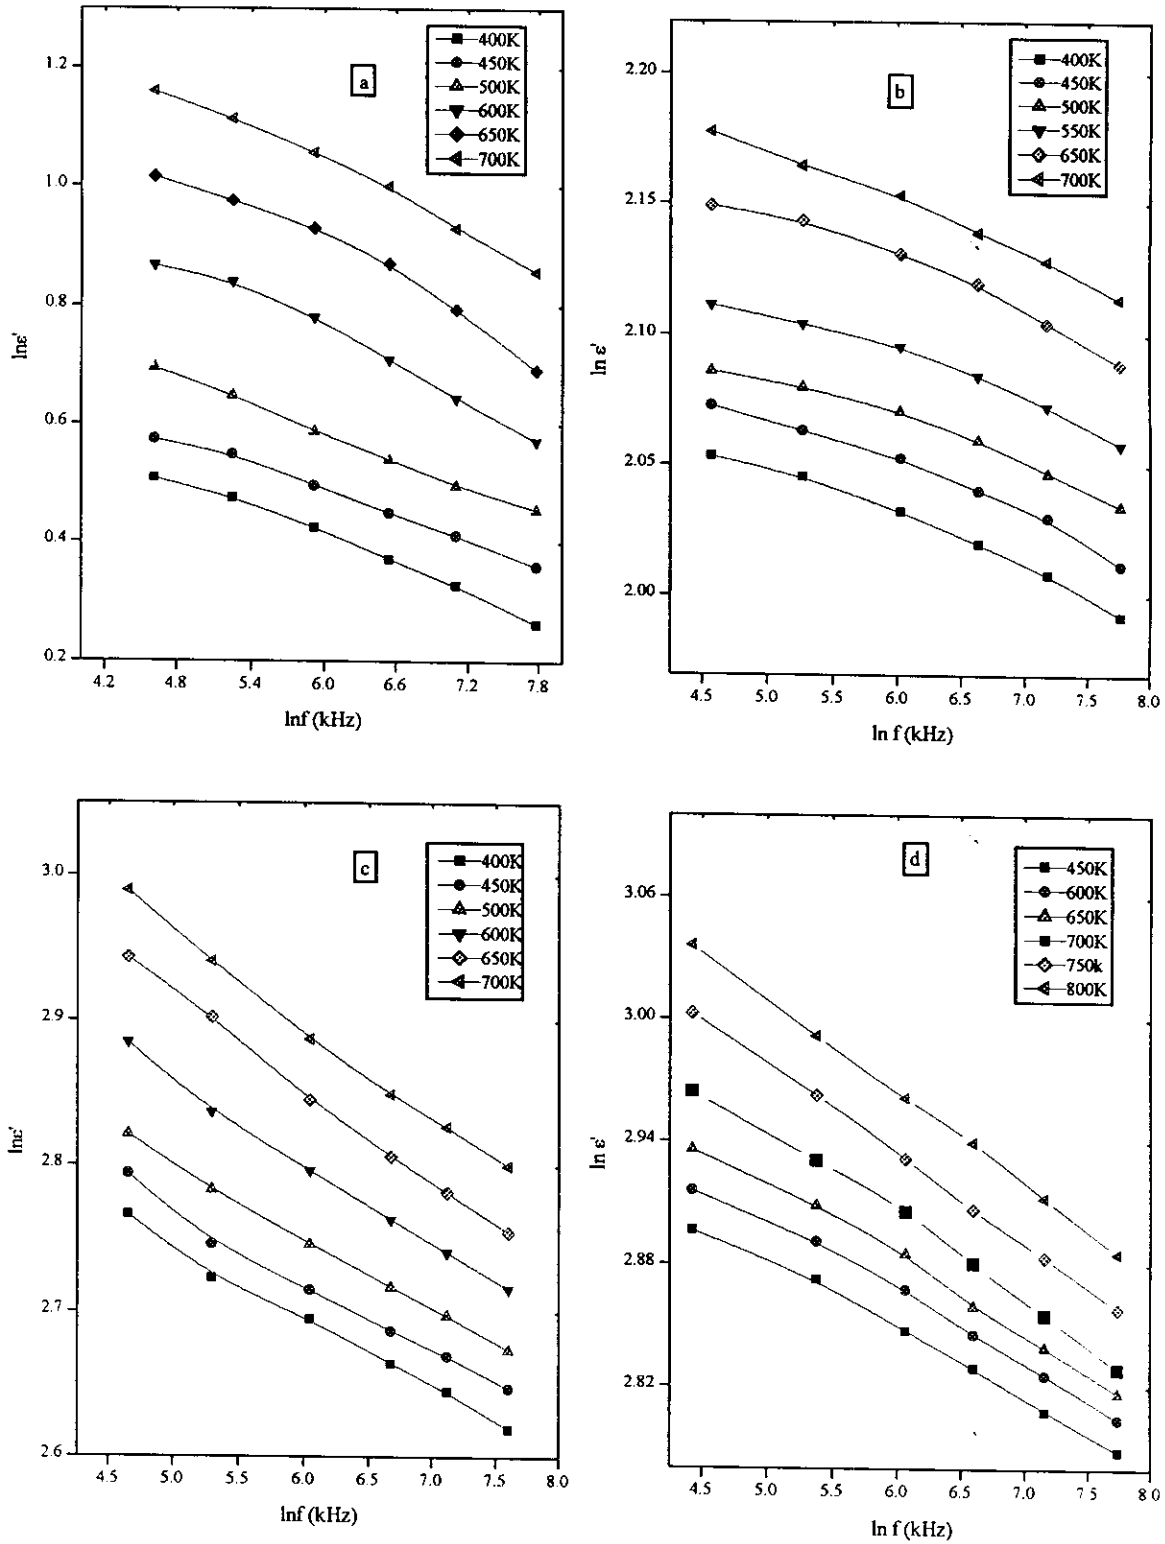 a
400K
450K
500K
600K
650K
700K
1.2
1.0
0.8
0.6
0.4
0.2
lnε'
4.2 4.8 5.4 6.0 6.6 7.2 7.8
lnf (kHz)
b
400K
450K
500K
550K
650K
700K
2.20
2.15
2.10
2.05
2.00
ln ε'
4.5 5.0 5.5 6.0 6.5 7.0 7.5 8.0
ln f (kHz)
c
400K
450K
500K
600K
650K
700K
3.0
2.9
2.8
2.7
2.6
lnε'
4.5 5.0 5.5 6.0 6.5 7.0 7.5 8.0
lnf (kHz)
d
450K
600K
650K
700K
750k
800K
3.06
3.00
2.94
2.88
2.82
ln ε'
4.5 5.0 5.5 6.0 6.5 7.0 7.5 8 0
ln f (kHz)